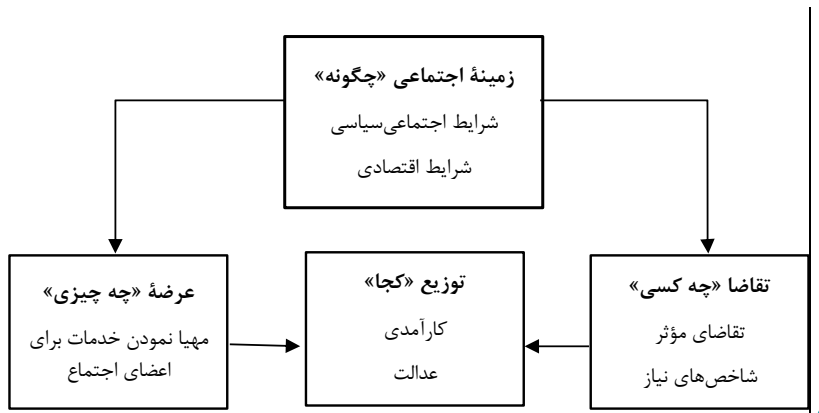 زمینهٔ اجتماعی «چگونه»
شرایط اجتماعی‌سیاسی
شرایط اقتصادی
تقاضا «چه کسی»
تقاضای مؤثر
شاخص‌های نیاز
توزیع «کجا»
کارآمدی
عدالت
عرضهٔ «چه چیزی»
مهیا نمودن خدمات برای
اعضای اجتماع